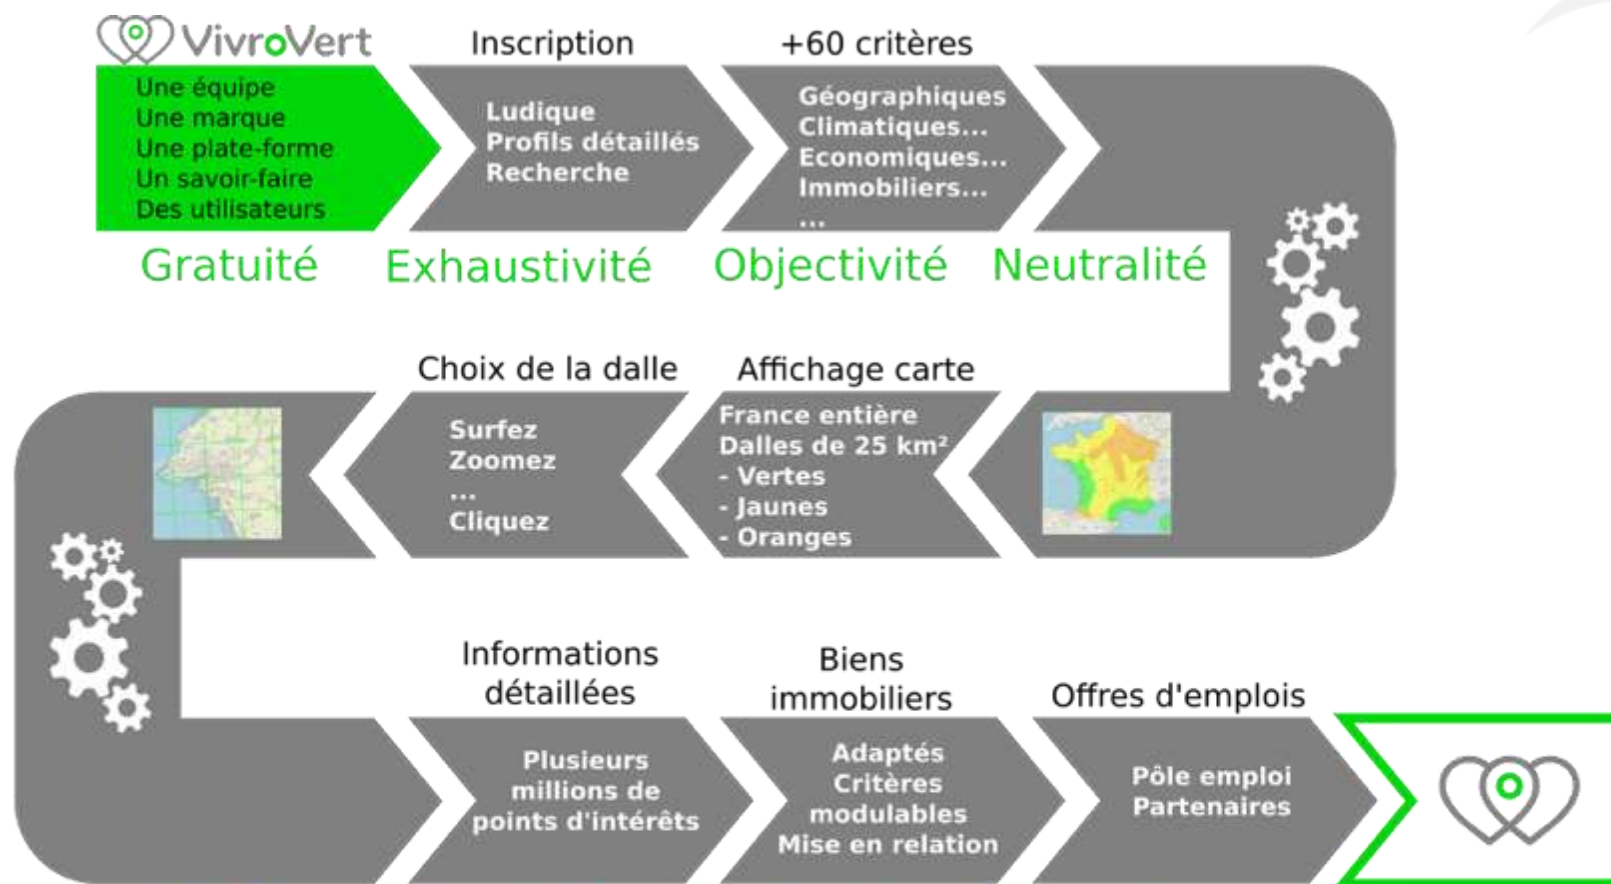 VivroVert
Inscription
+60 critères
Une équipe
Une marque
Une plate-forme
Un savoir-faire
Des utilisateurs
Ludique
Profils détaillés
Recherche
Géographiques
Climatiques...
Economiques...
Immobiliers...
...
Gratuité
Exhaustivité
Objectivité
Neutralité
Affichage carte
France entière
Dalles de 25 km²
- Vertes
- Jaunes
- Oranges
Choix de la dalle
Surfez
Zoomez
...
Cliquez
Informations
détaillées
Plusieurs
millions de
points d'intérêts
Biens
immobiliers
Adaptés
Critères
modulables
Mise en relation
Offres d'emplois
Pôle emploi
Partenaires